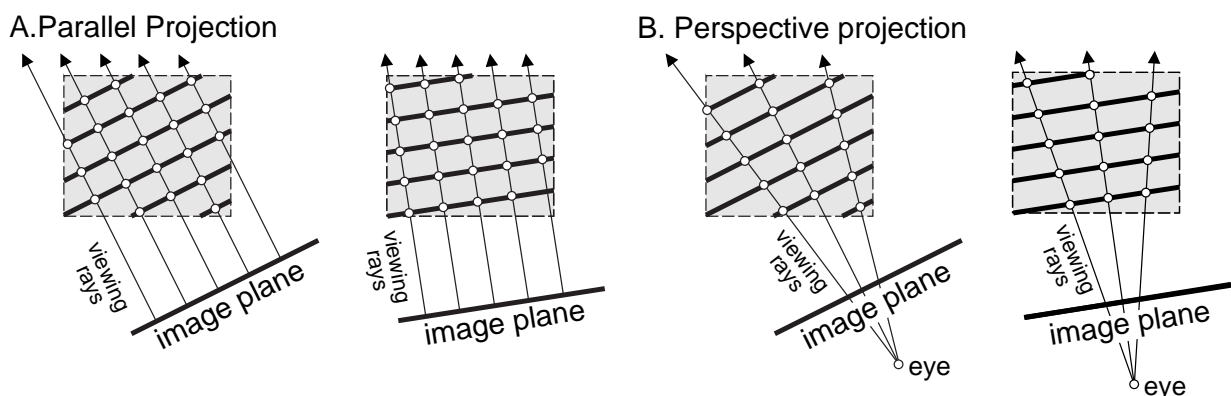 A.Parallel Projection
viewing
rays
image plane
viewing
rays
image plane
B. Perspective projection
viewing
rays
image plane
eye
viewing
rays
image plane
eye